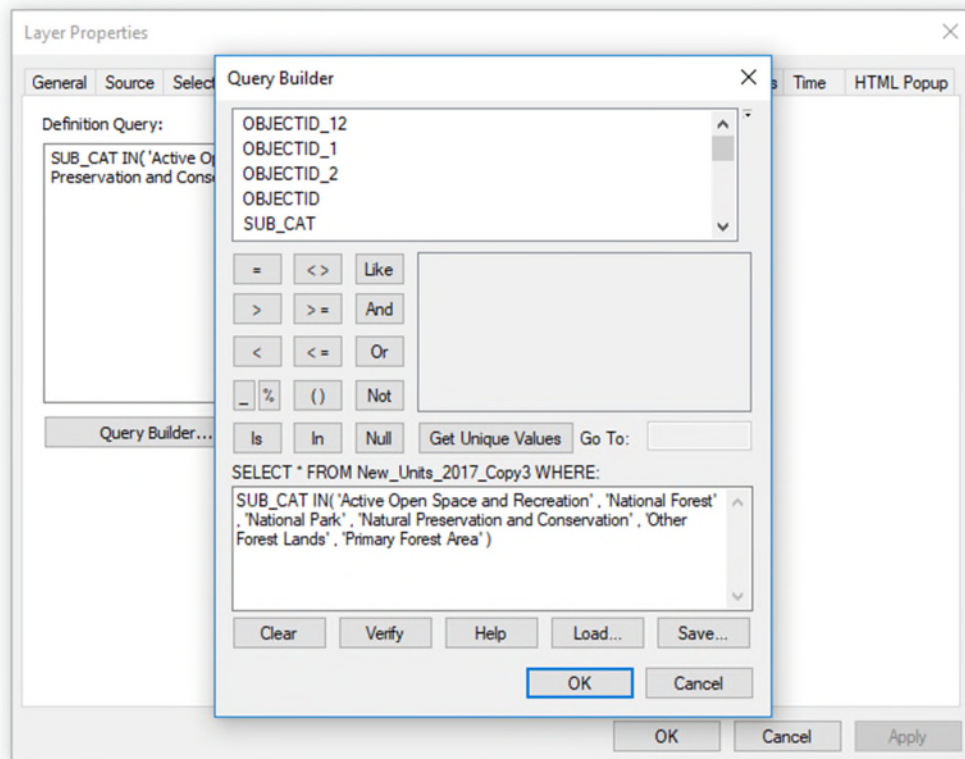 Layer Properties
General Source Select
Time HTML Popup
Definition Query:
SUB_CAT IN( 'Active Op
Preservation and Cons
Query Builder...
Query Builder
OBJECTID_12
OBJECTID_1
OBJECTID_2
OBJECTID
SUB_CAT
= <> Like
> >= And
< <= Or
_ % () Not
Is In Null Get Unique Values Go To:
SELECT * FROM New_Units_2017_Copy3 WHERE:
SUB_CAT IN( 'Active Open Space and Recreation' , 'National Forest'
, 'National Park' , 'Natural Preservation and Conservation' , 'Other
Forest Lands' , 'Primary Forest Area' )
Clear Verify Help Load... Save...
OK Cancel
OK Cancel Apply